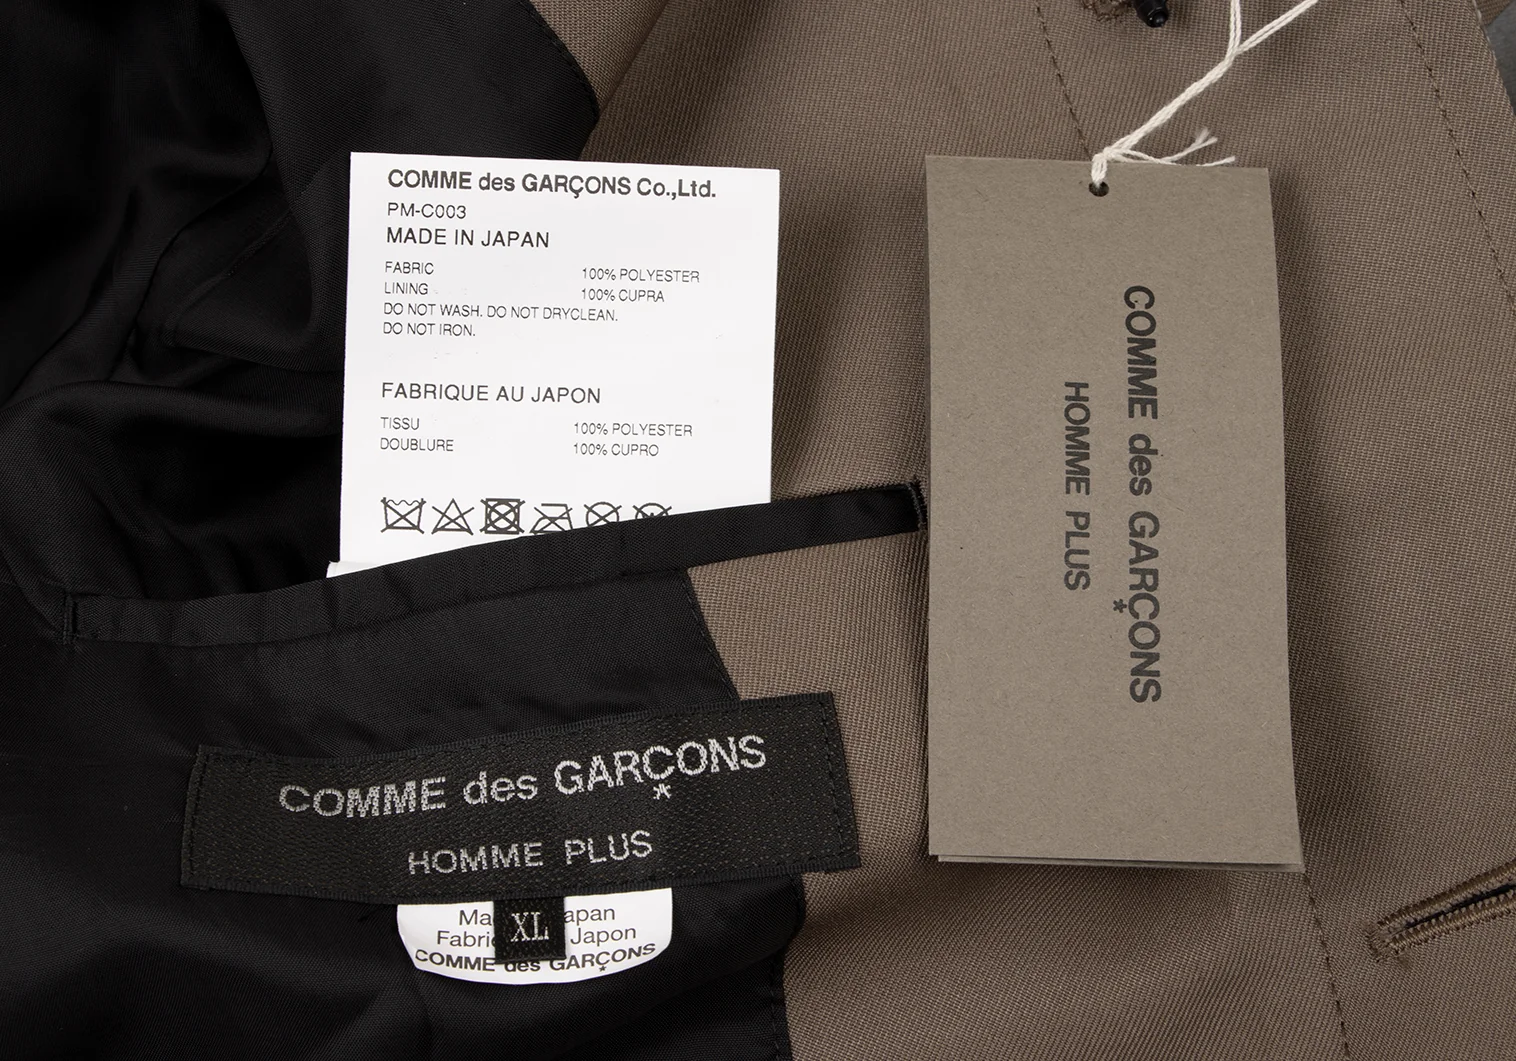 COMME des GARÇONS Co.,Ltd.
PM-C003
MADE IN JAPAN
FABRIC 100% POLYESTER
LINING 100% CUPRA
DO NOT WASH. DO NOT DRYCLEAN.
DO NOT IRON.
FABRIQUE AU JAPON
TISSU 100% POLYESTER
DOUBLURE 100% CUPRO
COMME des GARÇONS
HOMME PLUS
COMME des GARÇONS
HOMME PLUS
XL
Japon
COMME des GARÇONS